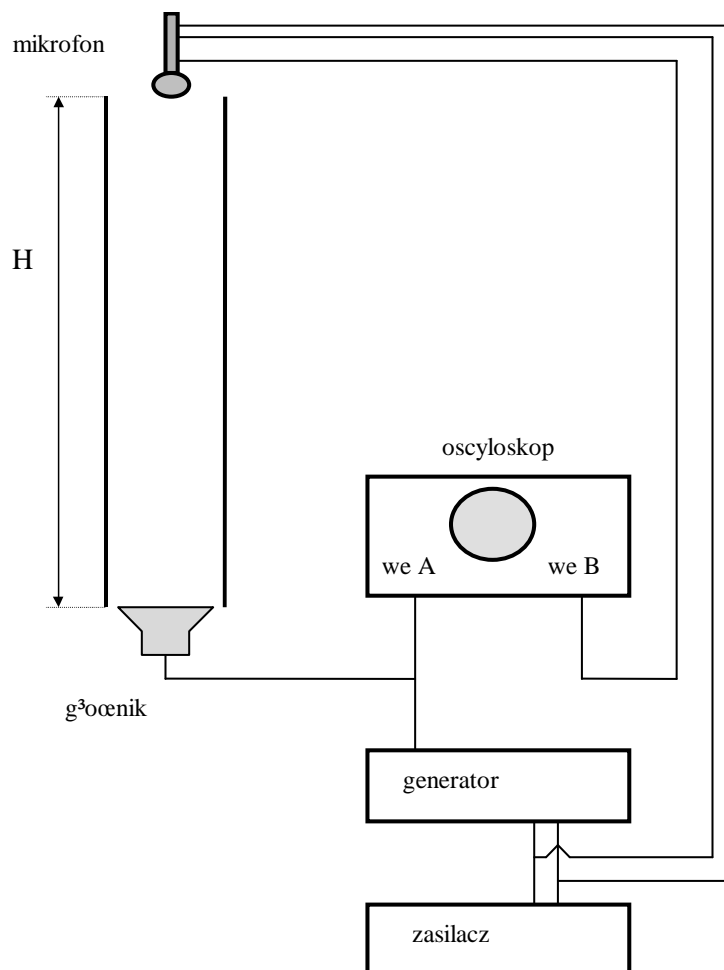 mikrofon
H
oscyloskop
we A
we B
g³oœnik
generator
zasilacz